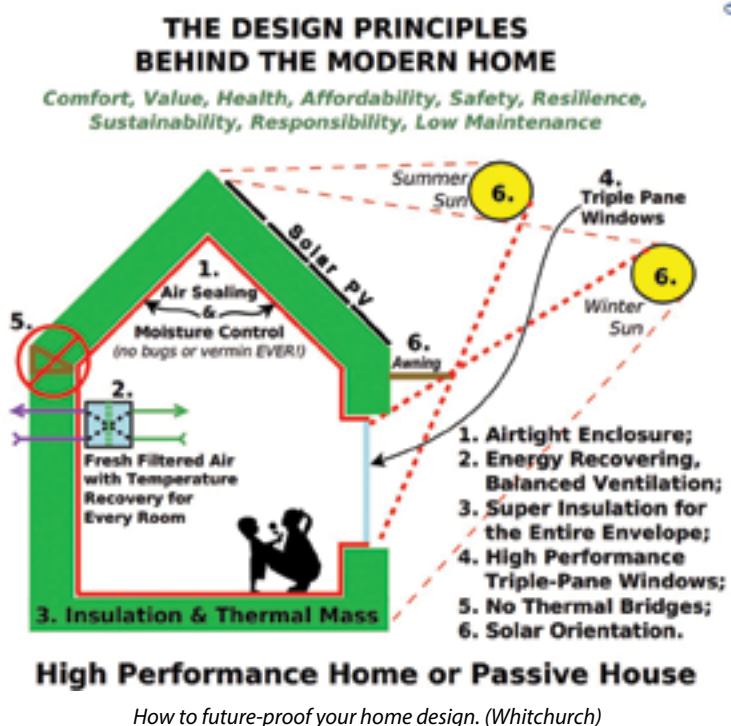 THE DESIGN PRINCIPLES
BEHIND THE MODERN HOME
Comfort, Value, Health, Affordability, Safety, Resilience,
Sustainability, Responsibility, Low Maintenance
Summer
Sun
6.
4.
Triple Pane
Windows
Solar PV
6.
Winter
Sun
1.
Air Sealing
&
Moisture Control
(no bugs or vermin EVER!)
5.
6.
Awning
2.
Fresh Filtered Air
with Temperature
Recovery for
Every Room
1. Airtight Enclosure;
2. Energy Recovering,
Balanced Ventilation;
3. Super Insulation for
the Entire Envelope;
4. High Performance
Triple-Pane Windows;
5. No Thermal Bridges;
6. Solar Orientation.
3. Insulation & Thermal Mass
High Performance Home or Passive House
How to future-proof your home design. (Whitchurch)